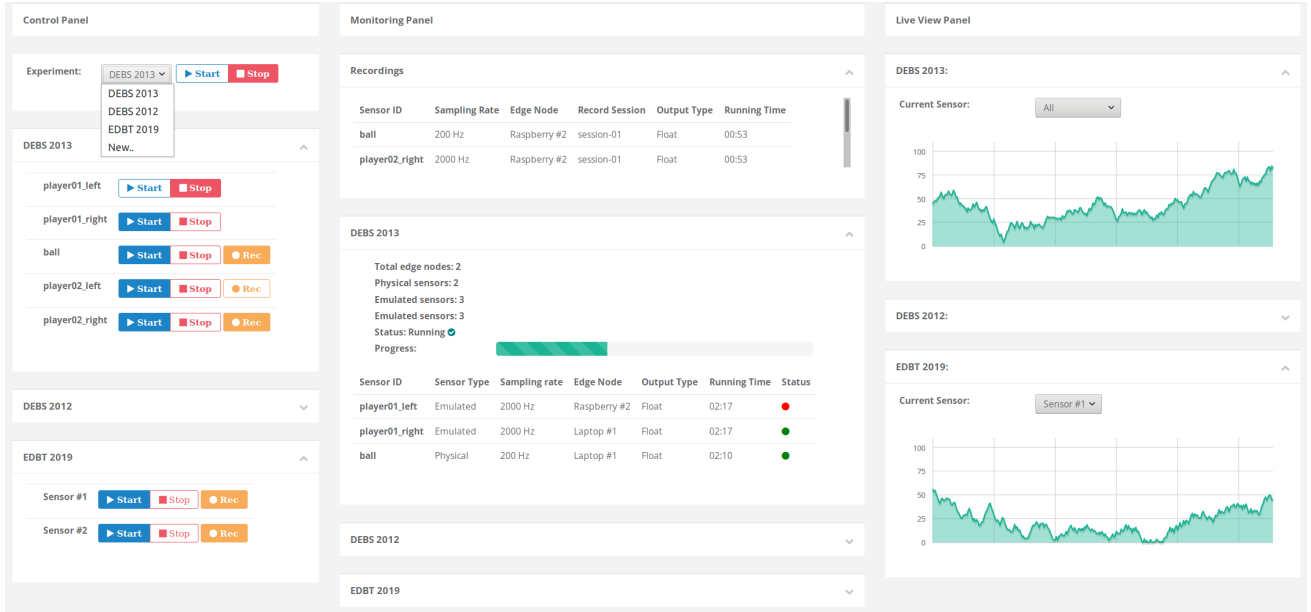 Control Panel
Experiment: DEBS 2013 Start Stop
DEBS 2013
DEBS 2012
EDBT 2019
New..
DEBS 2013
player01_left Start Stop
player01_right Start Stop
ball Start Stop Rec
player02_left Start Stop Rec
player02_right Start Stop Rec
DEBS 2012
EDBT 2019
Sensor #1 Start Stop Rec
Sensor #2 Start Stop Rec
Monitoring Panel
Recordings
Sensor ID Sampling Rate Edge Node Record Session Output Type Running Time
ball 200 Hz Raspberry #2 session-01 Float 00:53
player02_right 2000 Hz Raspberry #2 session-01 Float 00:53
DEBS 2013
Total edge nodes: 2
Physical sensors: 2
Emulated sensors: 3
Emulated sensors: 3
Status: Running
Progress:
Sensor ID Sensor Type Sampling rate Edge Node Output Type Running Time Status
player01_left Emulated 2000 Hz Raspberry #2 Float 02:17
player01_right Emulated 2000 Hz Laptop #1 Float 02:17
ball Physical 200 Hz Laptop #1 Float 02:10
DEBS 2012
EDBT 2019
Live View Panel
DEBS 2013:
Current Sensor: All
100
75
50
25
0
DEBS 2012:
EDBT 2019:
Current Sensor: Sensor #1
100
75
50
25
0